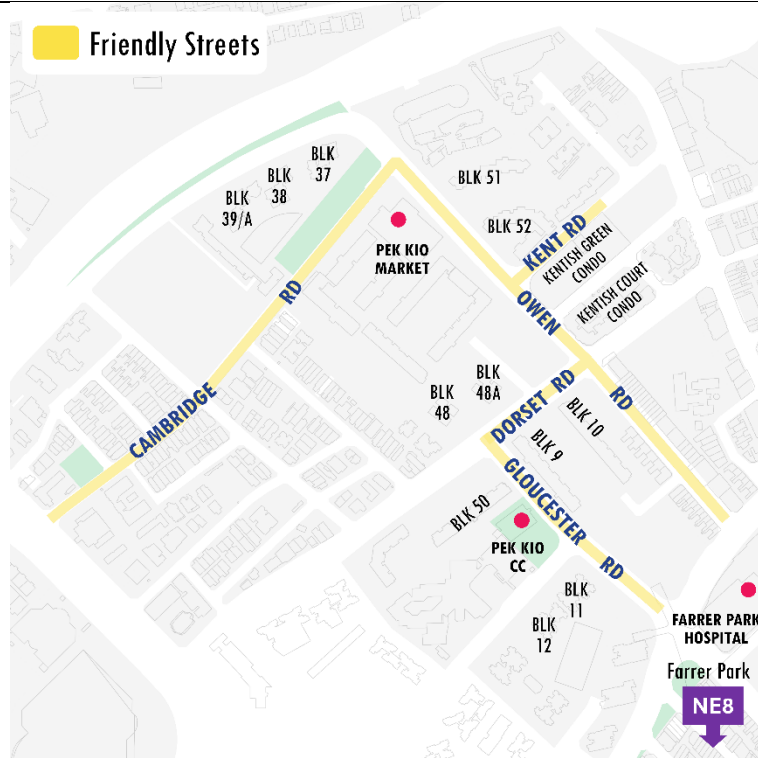 Friendly Streets
BLK
37
BLK
38
BLK
39/A
BLK 51
BLK 52
PEK KIO
MARKET
KENT RD
KENTISH GREEN
CONDO
KENTISH COURT
CONDO
OWEN
RD
CAMBRIDGE
RD
BLK
48A
BLK
48
DORSET RD
BLK 10
BLK 9
GLOUCESTER
RD
BLK 50
PEK KIO
CC
BLK
11
BLK
12
FARRER PARK
HOSPITAL
Farrer Park
NE8